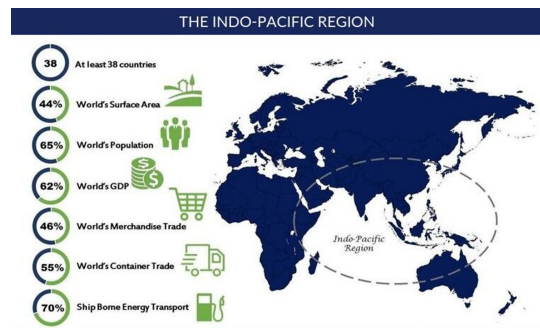 THE INDO-PACIFIC REGION
38
At least 38 countries
44%
World's Surface Area
65%
World's Population
62%
World's GDP
46%
World's Merchandise Trade
55%
World's Container Trade
70%
Ship Borne Energy Transport
Indo-Pacific
Region